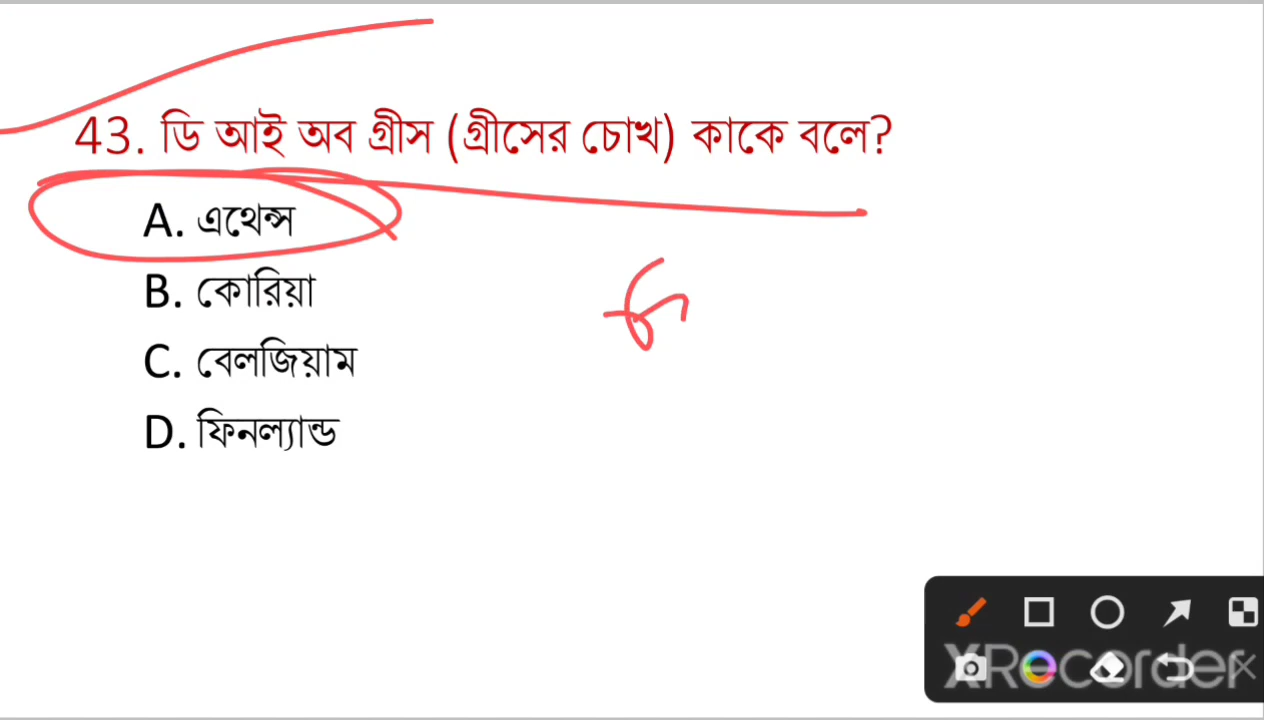 43. ডি আই অব গ্রীস (গ্রীসের চোখ) কাকে বলে?
A. এথেন্স
B. কোরিয়া
C. বেলজিয়াম
D. ফিনল্যান্ড
XRecorder